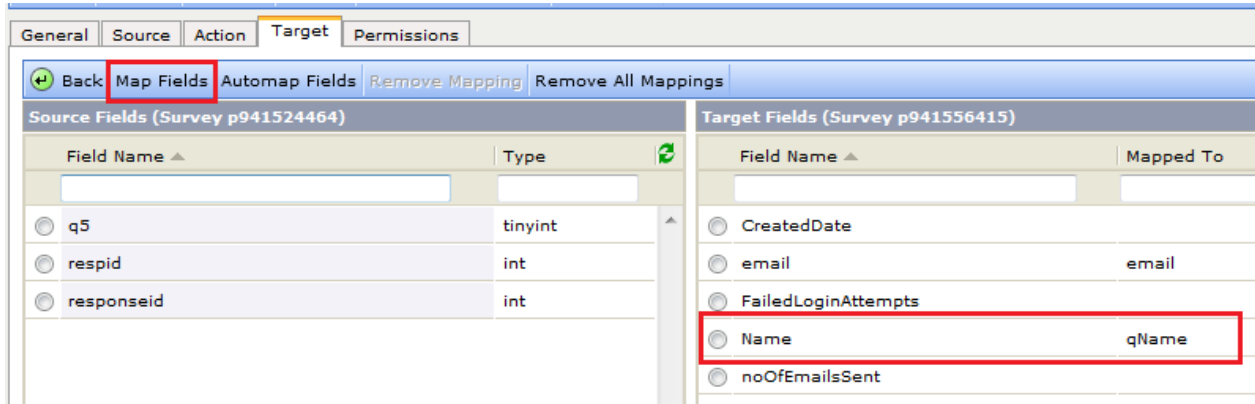 General Source Action Target Permissions
Back Map Fields Automap Fields Remove Mapping Remove All Mappings
Source Fields (Survey p941524464) Target Fields (Survey p941556415)
Field Name Type Field Name Mapped To
q5 tinyint CreatedDate
respid int email email
responseid int FailedLoginAttempts
Name qName
noOfEmailsSent